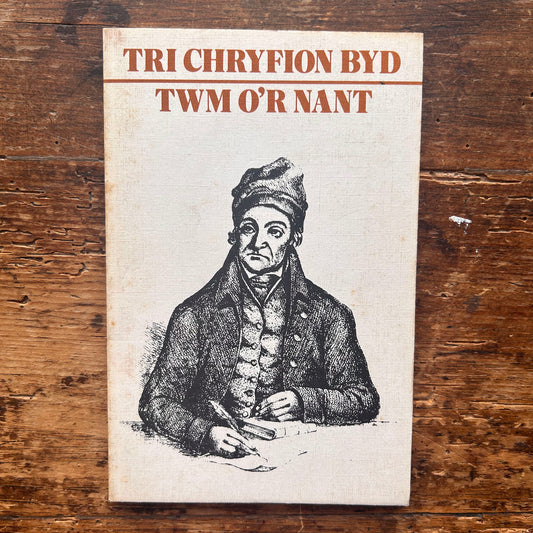 TRI CHRYFION BYD
TWM O'R NANT